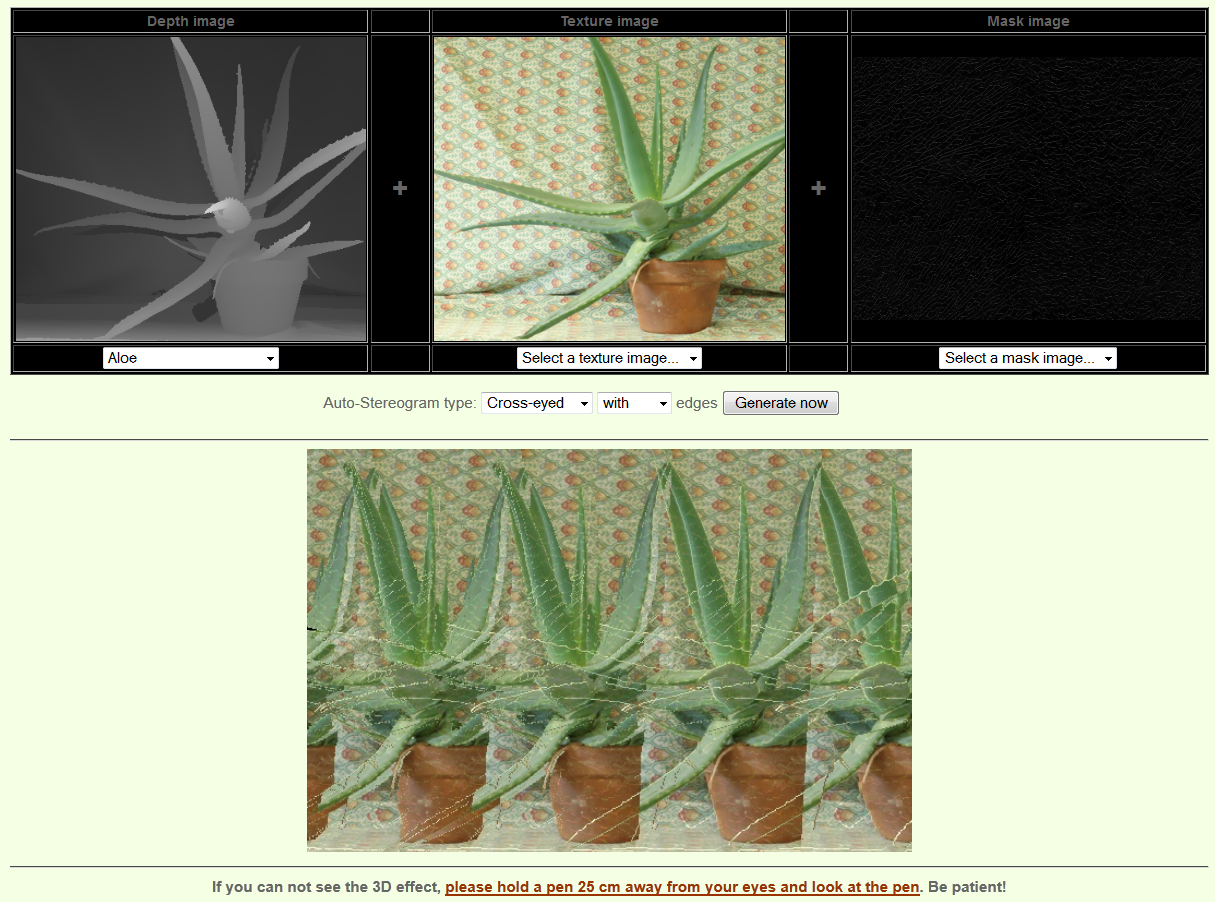 Depth image Texture image Mask image
+ +
Aloe Select a texture image... Select a mask image...
Auto-Stereogram type: Cross-eyed with edges Generate now
If you can not see the 3D effect, please hold a pen 25 cm away from your eyes and look at the pen. Be patient!